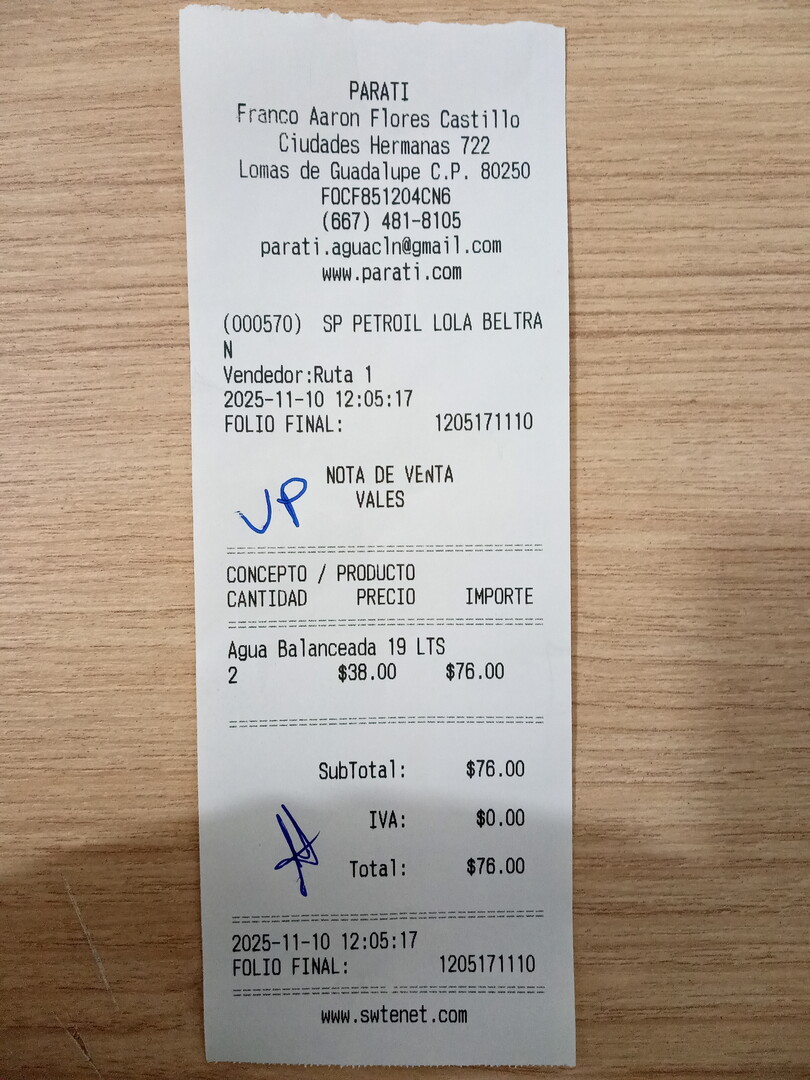 PARATI
Franco Aaron Flores Castillo
Ciudades Hermanas 722
Lomas de Guadalupe C.P. 80250
FOCF851204CN6
(667) 481-8105
parati.aguacln@gmail.com
www.parati.com
(000570) SP PETROIL LOLA BELTRA
N
Vendedor:Ruta 1
2025-11-10 12:05:17
FOLIO FINAL: 1205171110
NOTA DE VENTA
VALES
VP
CONCEPTO / PRODUCTO
CANTIDAD PRECIO IMPORTE
Agua Balanceada 19 LTS
2 $38.00 $76.00
SubTotal: $76.00
IVA: $0.00
Total: $76.00
2025-11-10 12:05:17
FOLIO FINAL: 1205171110
www.swtenet.com